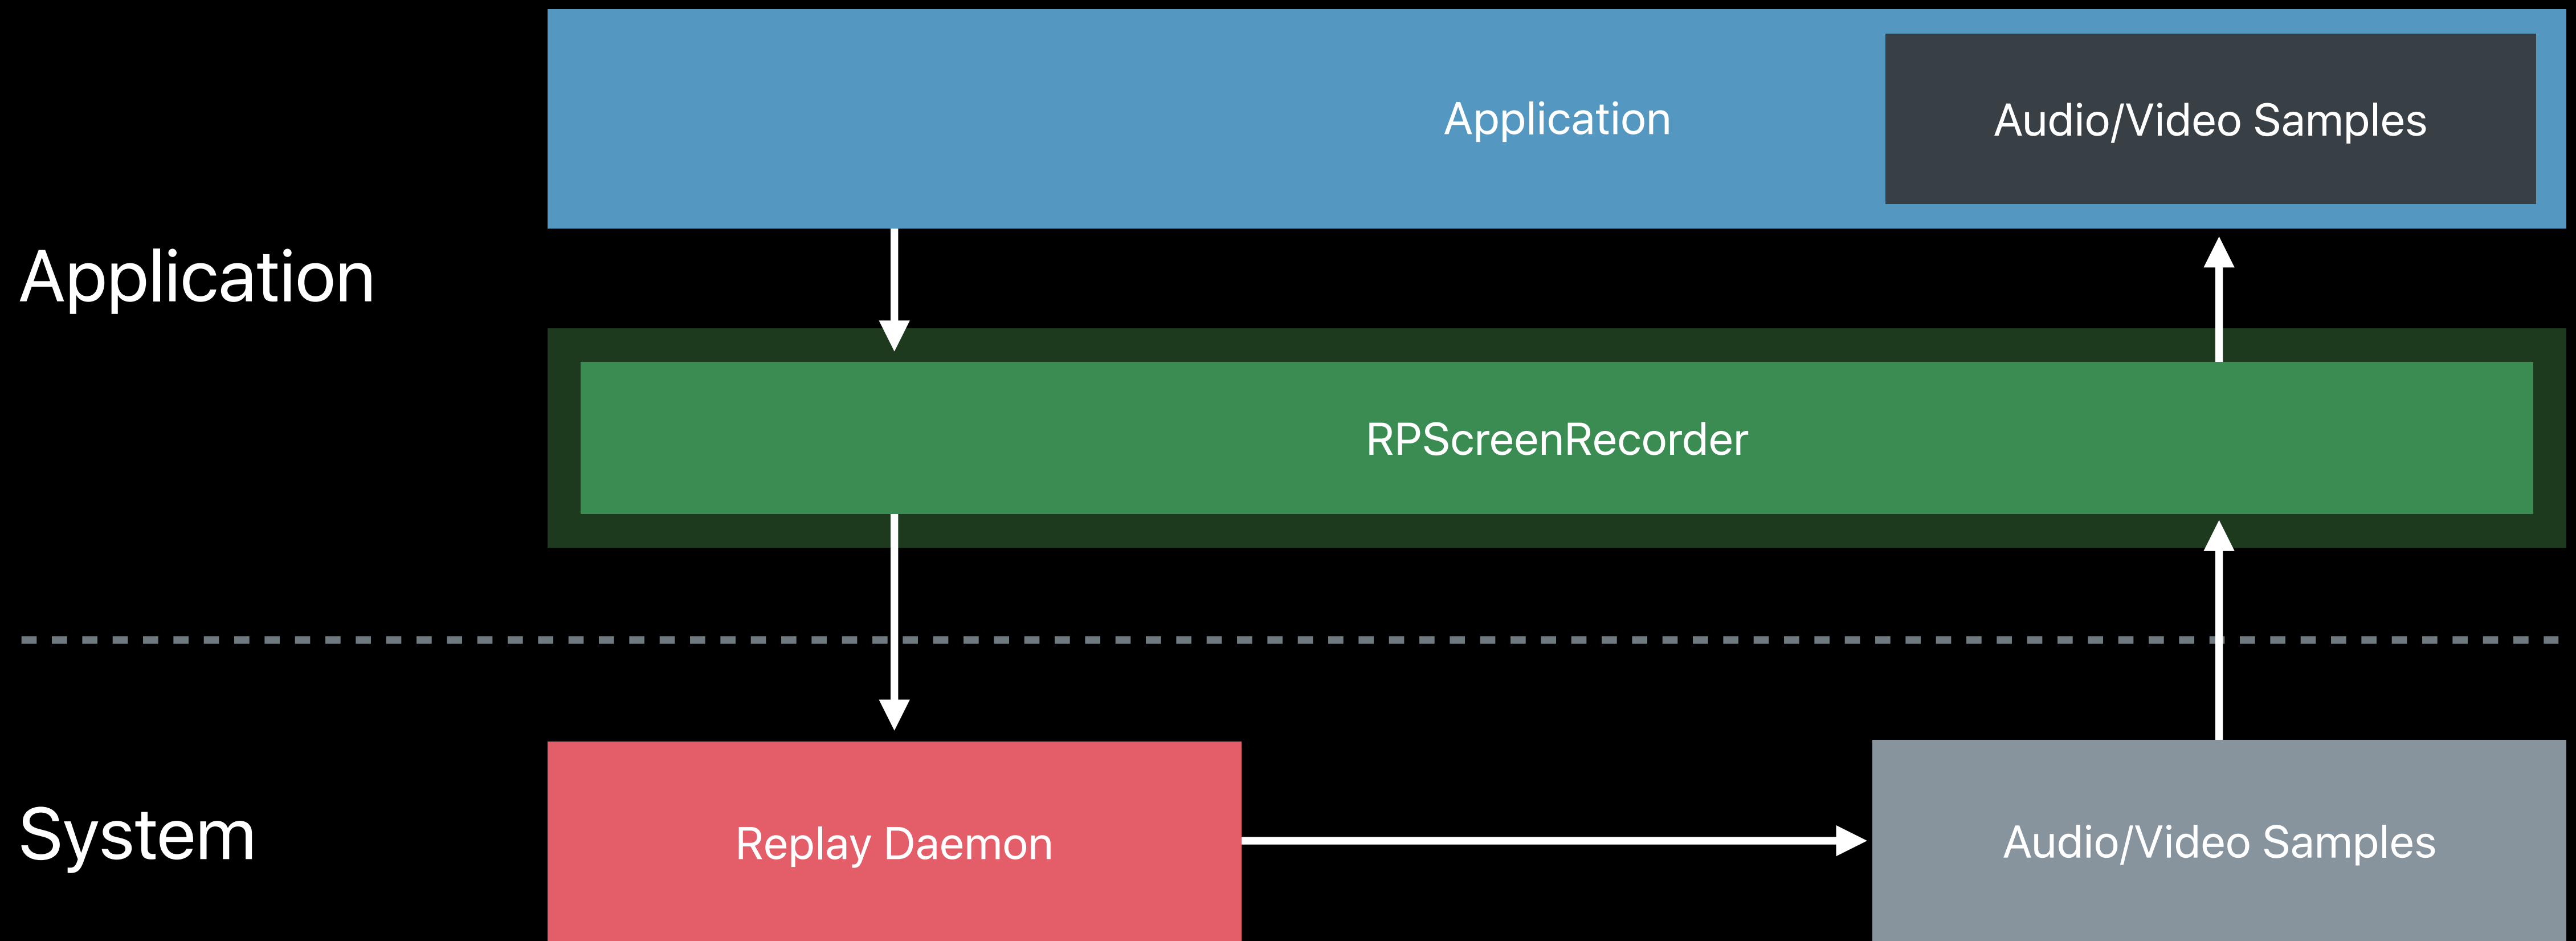 Application
Audio/Video Samples
Application
RPScreenRecorder
System
Replay Daemon
Audio/Video Samples